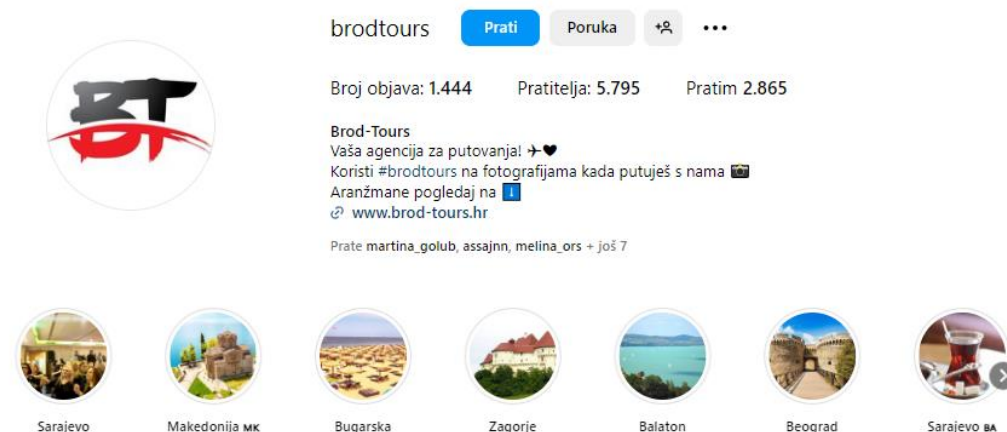 brodtours Prati Poruka
Broj objava: 1.444 Pratitelja: 5.795 Pratim 2.865
BT
Brod-Tours
Vaša agencija za putovanja! ✈♥
Koristi #brodtours na fotografijama kada putuješ s nama 📸
Aranžmane pogledaj na ⬇
www.brod-tours.hr
Prate martina_golub, assajnn, melina_ors + još 7
Sarajevo Makedonija MK Bugarska Zagorje Balaton Beograd Sarajevo BA